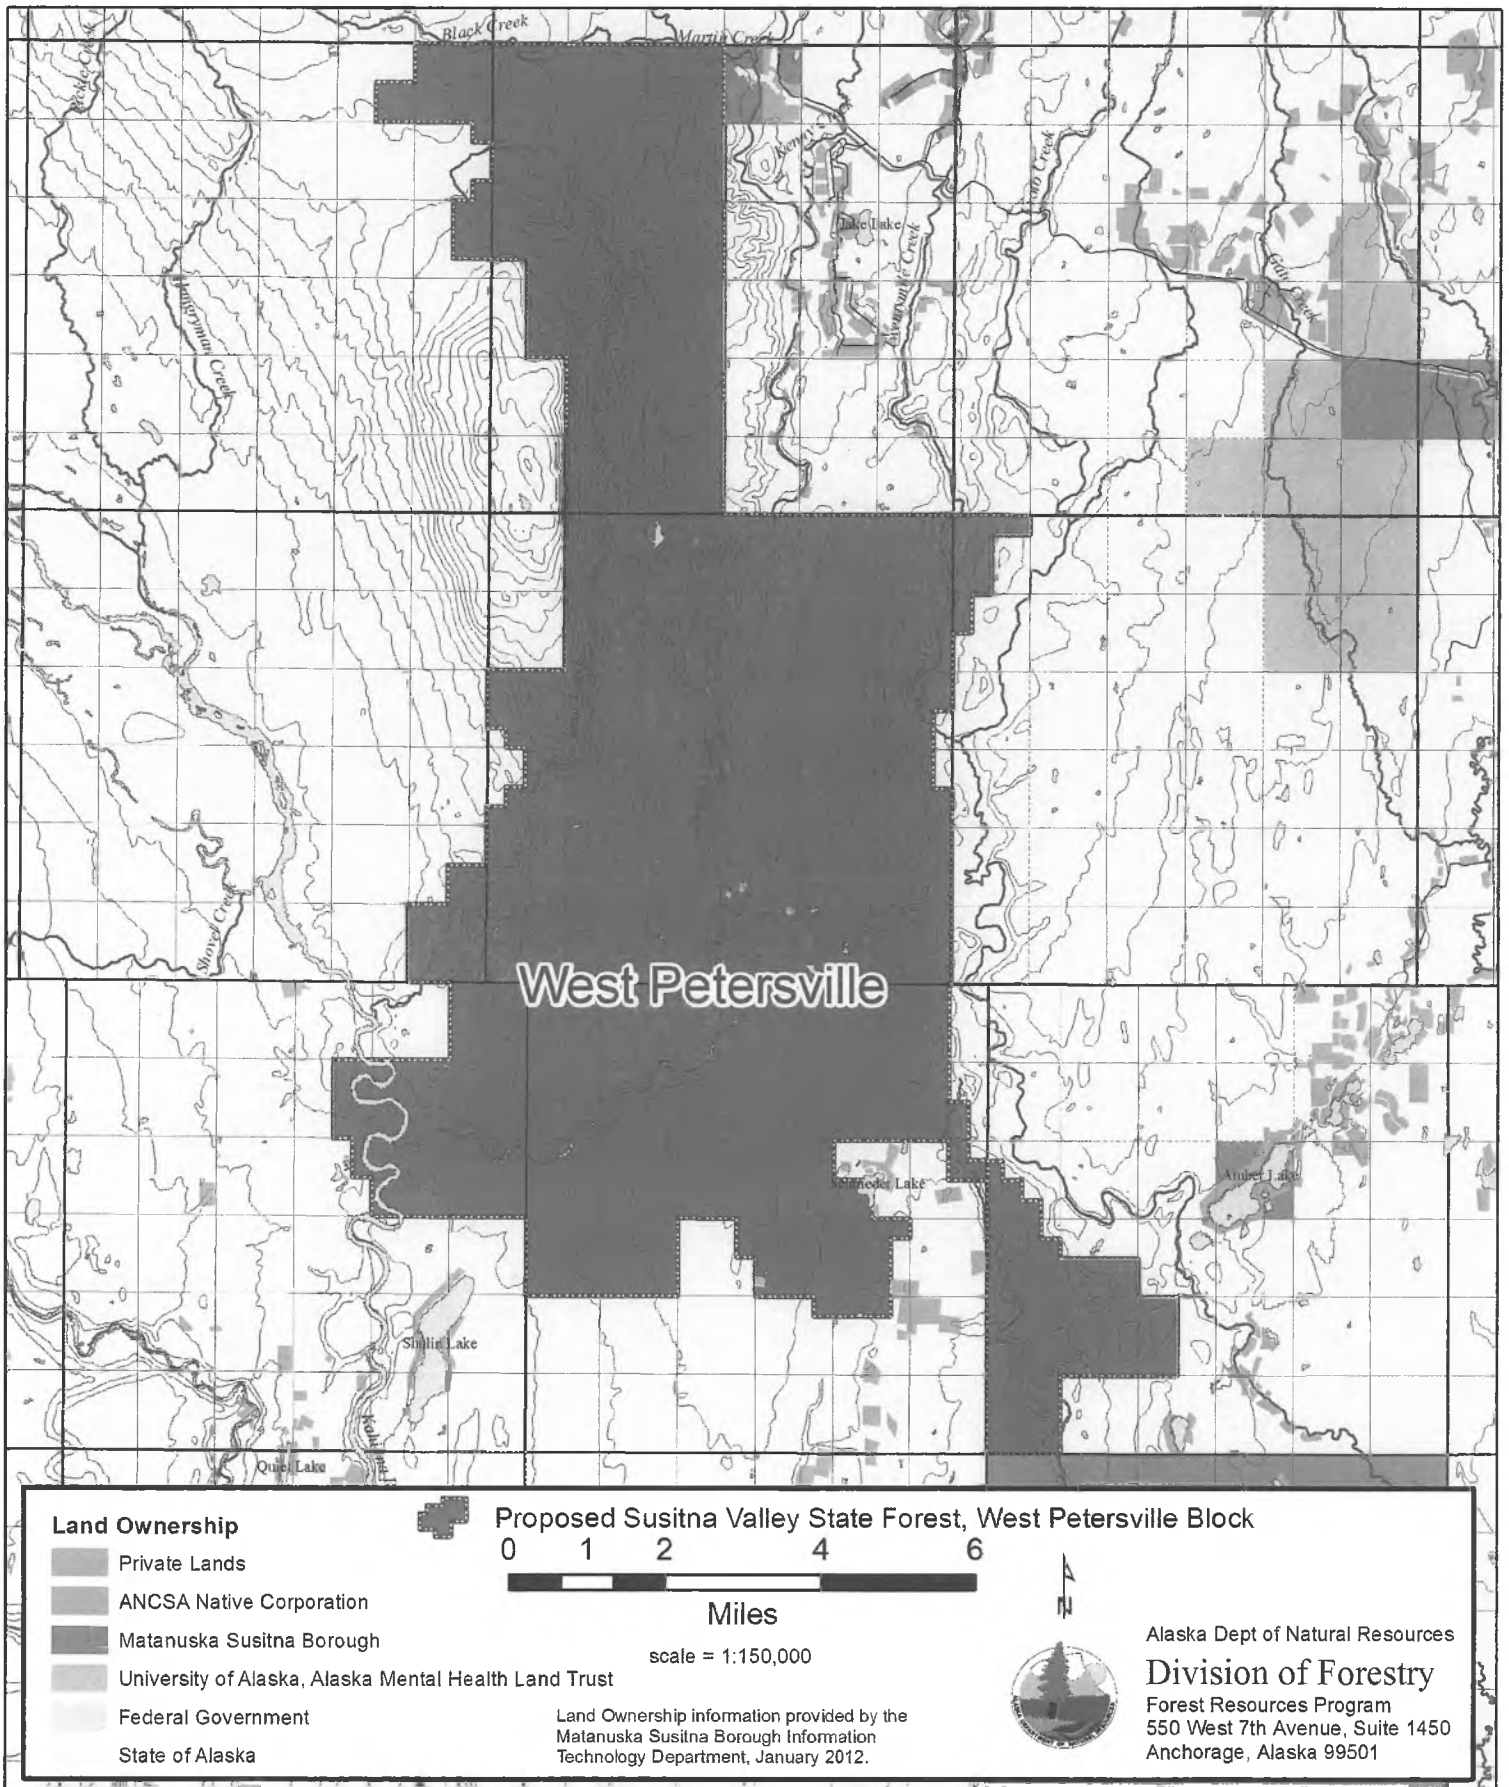 Black Creek
Martin Creek
Creek
Kenny Creek
Jake Lake
Creek
Gate Creek
Hungryman Creek
Shovel Creek
West Petersville
Lake
Amber Lake
Shulin Lake
Quiet Lake
Land Ownership
Private Lands
ANCSA Native Corporation
Matanuska Susitna Borough
University of Alaska, Alaska Mental Health Land Trust
Federal Government
State of Alaska
Proposed Susitna Valley State Forest, West Petersville Block
0 1 2 4 6
Miles
scale = 1:150,000
Land Ownership information provided by the
Matanuska Susitna Borough Information
Technology Department, January 2012.
N
Alaska Dept of Natural Resources
Division of Forestry
Forest Resources Program
550 West 7th Avenue, Suite 1450
Anchorage, Alaska 99501